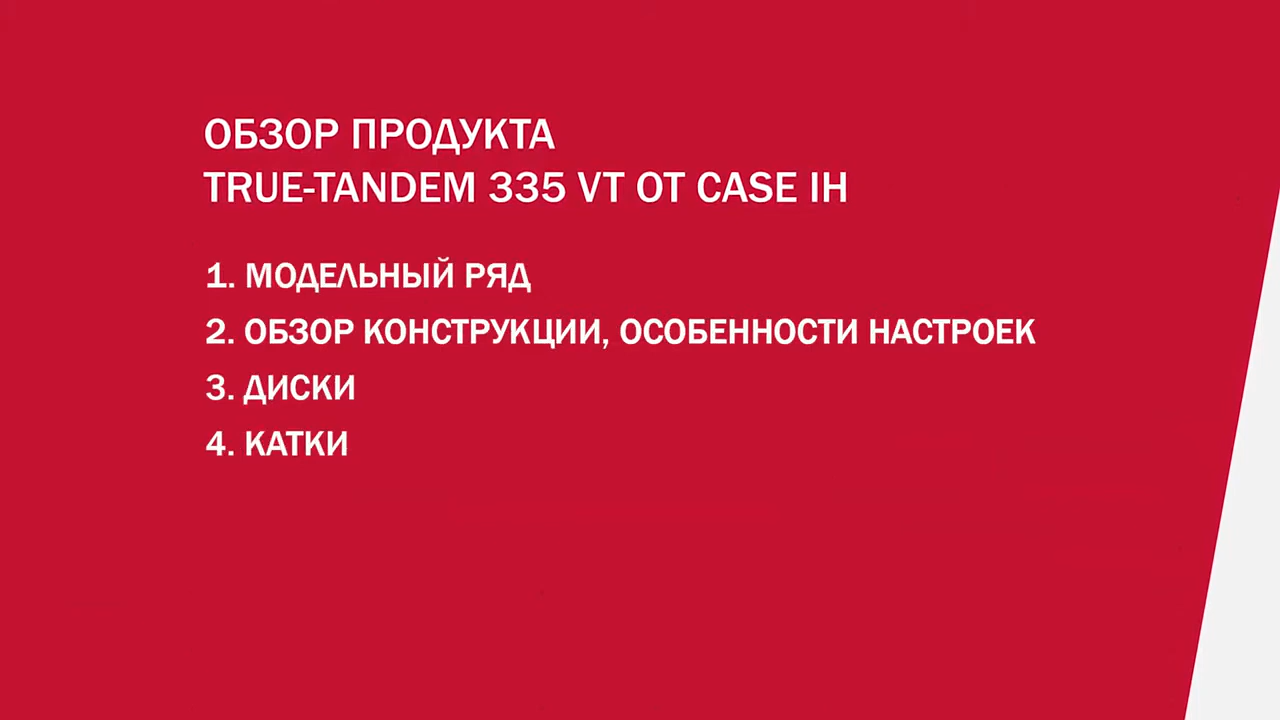 ОБЗОР ПРОДУКТА
TRUE-TANDEM 335 VT ОТ CASE IH
1. МОДЕЛЬНЫЙ РЯД
2. ОБЗОР КОНСТРУКЦИИ, ОСОБЕННОСТИ НАСТРОЕК
3. ДИСКИ
4. КАТКИ